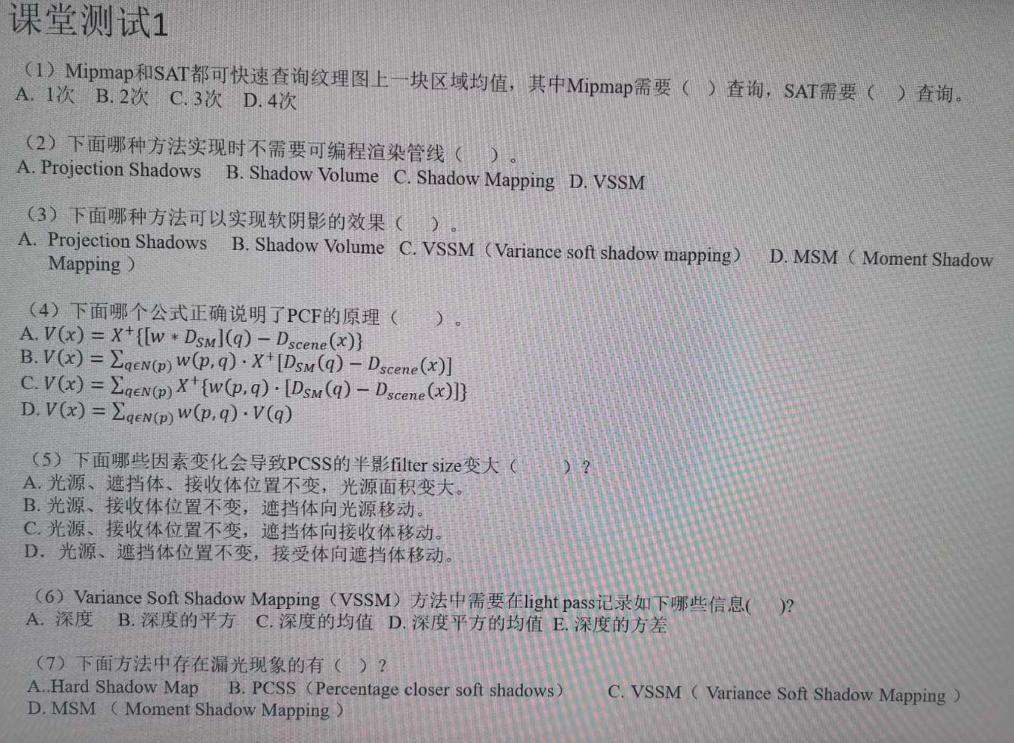 课堂测试1
（1）Mipmap和SAT都可快速查询纹理图上一块区域均值，其中Mipmap需要（ ）查询，SAT需要（ ）查询。
A. 1次 B. 2次 C. 3次 D. 4次
（2）下面哪种方法实现时不需要可编程渲染管线（ ）。
A. Projection Shadows B. Shadow Volume C. Shadow Mapping D. VSSM
（3）下面哪种方法可以实现软阴影的效果（ ）。
A. Projection Shadows B. Shadow Volume C. VSSM（Variance soft shadow mapping） D. MSM（ Moment Shadow
Mapping ）
（4）下面哪个公式正确说明了PCF的原理（ ）。
A. V(x) = X⁺{[w * D_SM](q) − D_scene(x)}
B. V(x) = ∑_{q∈N(p)} w(p,q) · X⁺[D_SM(q) − D_scene(x)]
C. V(x) = ∑_{q∈N(p)} X⁺{w(p,q) · [D_SM(q) − D_scene(x)]}
D. V(x) = ∑_{q∈N(p)} w(p,q) · V(q)
（5）下面哪些因素变化会导致PCSS的半影filter size变大（ ）?
A. 光源、遮挡体、接收体位置不变，光源面积变大。
B. 光源、接收体位置不变，遮挡体向光源移动。
C. 光源、接收体位置不变，遮挡体向接收体移动。
D. 光源、遮挡体位置不变，接受体向遮挡体移动。
（6）Variance Soft Shadow Mapping（VSSM）方法中需要在light pass记录如下哪些信息( )?
A. 深度 B. 深度的平方 C. 深度的均值 D. 深度平方的均值 E. 深度的方差
（7）下面方法中存在漏光现象的有（ ）?
A..Hard Shadow Map B. PCSS（Percentage closer soft shadows） C. VSSM（ Variance Soft Shadow Mapping ）
D. MSM （ Moment Shadow Mapping ）